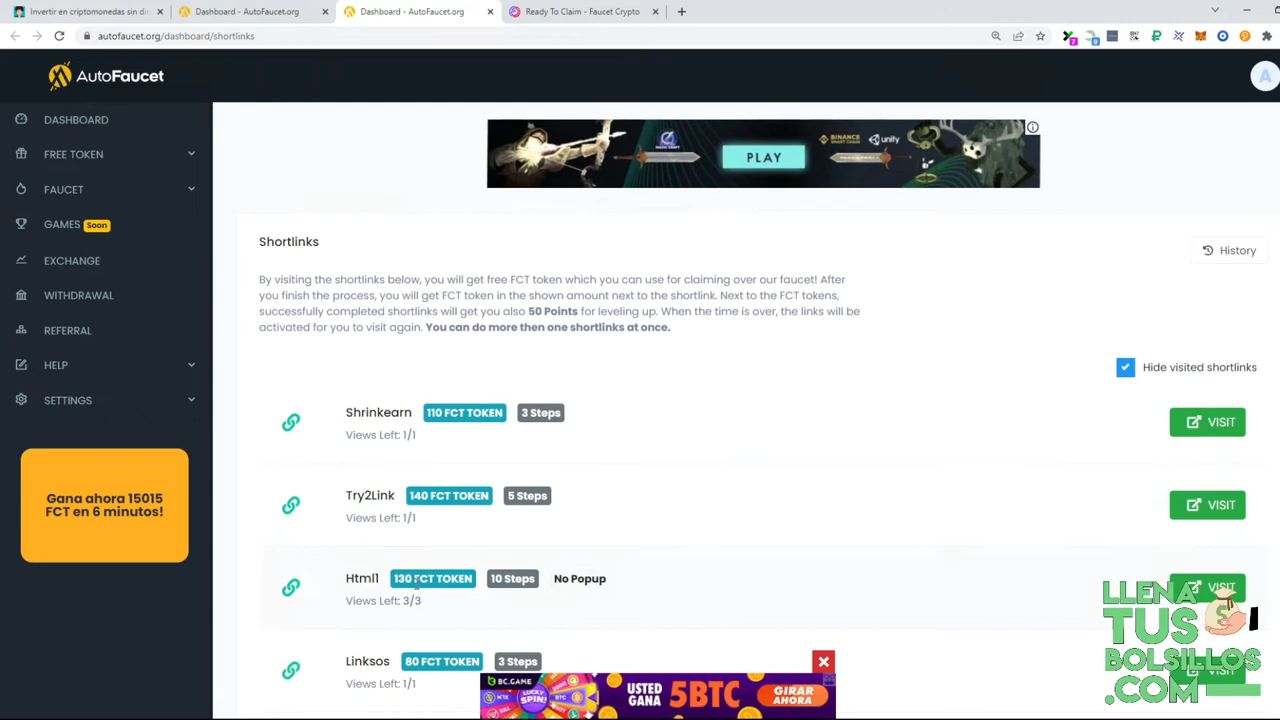 Invertir en criptomonedas sin din
Dashboard - AutoFaucet.org
Dashboard - AutoFaucet.org
Ready To Claim - Faucet Crypto
autofaucet.org/dashboard/shortlinks
AutoFaucet
A
DASHBOARD
FREE TOKEN
FAUCET
GAMES Soon
EXCHANGE
WITHDRAWAL
REFERRAL
HELP
SETTINGS
Gana ahora 15015
FCT en 6 minutos!
PLAY
BINANCE
SMART CHAIN
unity
Shortlinks
History
By visiting the shortlinks below, you will get free FCT token which you can use for claiming over our faucet! After
you finish the process, you will get FCT token in the shown amount next to the shortlink. Next to the FCT tokens,
successfully completed shortlinks will get you also 50 Points for leveling up. When the time is over, the links will be
activated for you to visit again. You can do more then one shortlinks at once.
Hide visited shortlinks
Shrinkearn 110 FCT TOKEN 3 Steps
Views Left: 1/1
VISIT
Try2Link 140 FCT TOKEN 5 Steps
Views Left: 1/1
VISIT
Html1 130 FCT TOKEN 10 Steps No Popup
Views Left: 3/3
VISIT
Linksos 80 FCT TOKEN 3 Steps
Views Left: 1/1
VISIT
BC.GAME
LUCKY
SPIN!
USTED
GANA
5BTC
GIRAR
AHORA
LLENA
TUS
BOLSILLOS
.COM